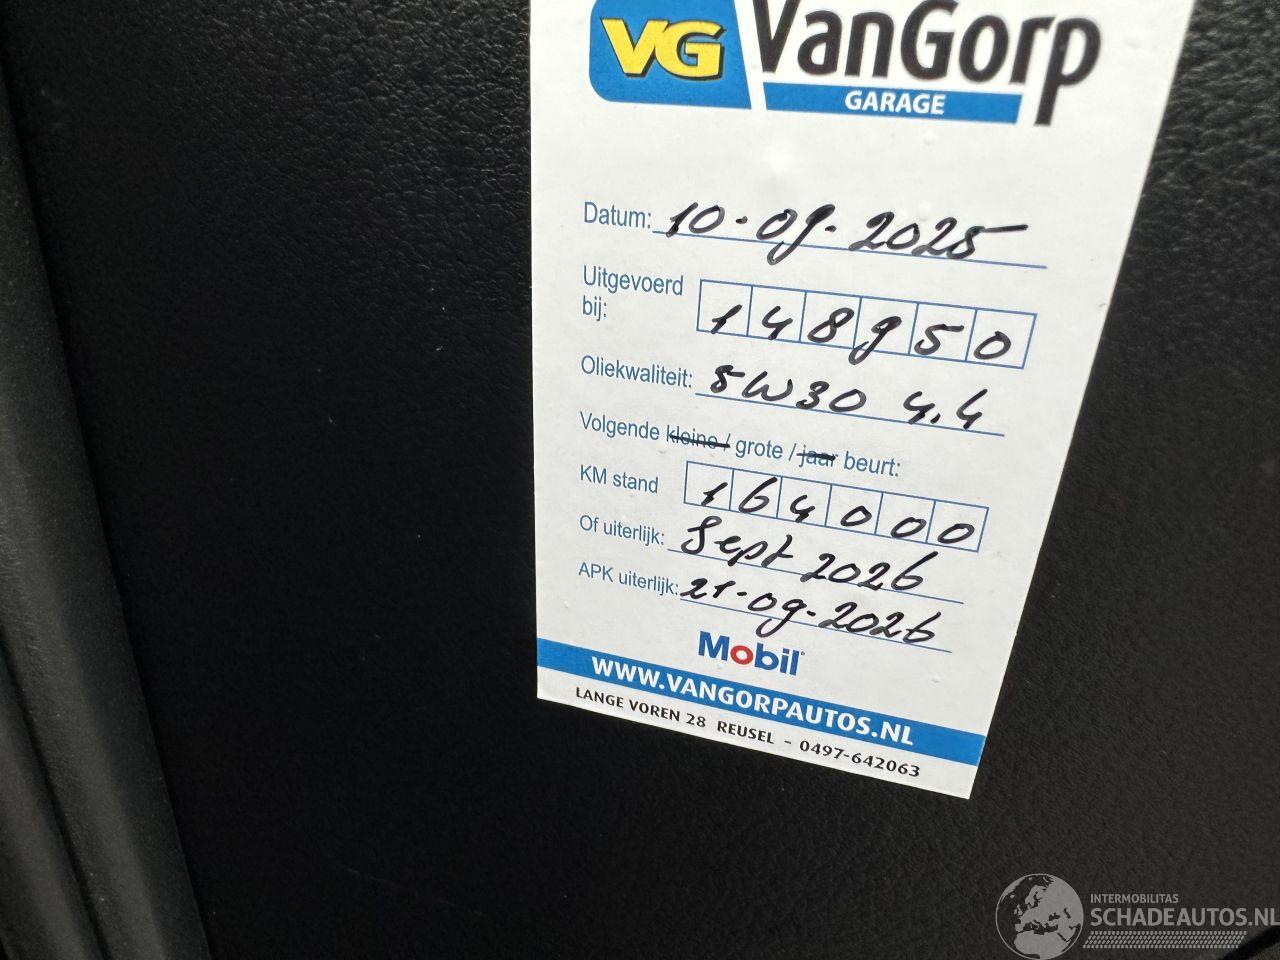 VG VanGorp
GARAGE
Datum: 10-09-2025
Uitgevoerd
bij: 148950
Oliekwaliteit: 5W30 4.4
Volgende kleine / grote / jaar beurt:
KM stand 164000
Of uiterlijk: Sept 2026
APK uiterlijk: 21-09-2026
Mobil
WWW.VANGORPAUTOS.NL
LANGE VOREN 28 REUSEL - 0497-642063
INTERMOBILITAS
SCHADEAUTOS.NL